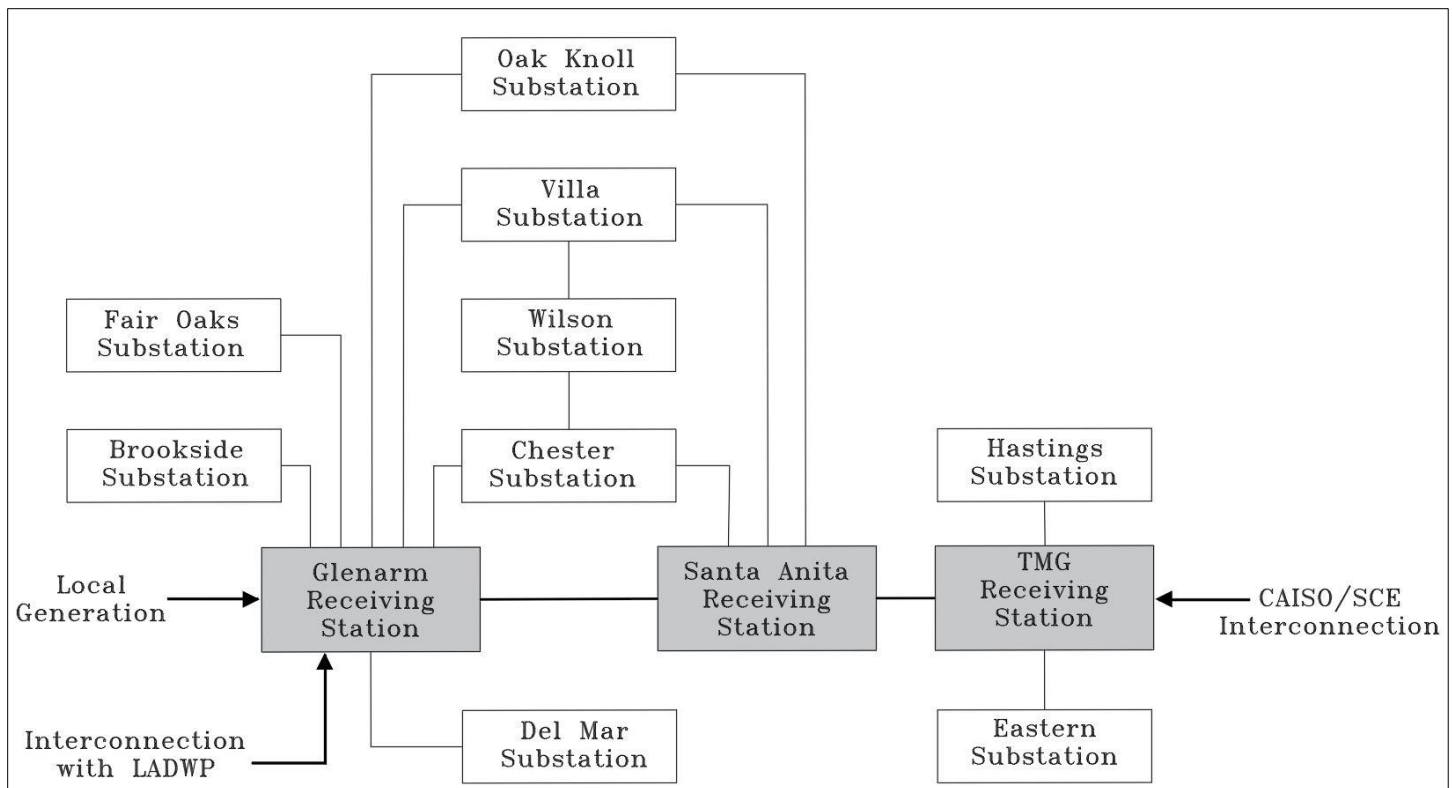 Oak Knoll
Substation
Villa
Substation
Fair Oaks
Substation
Wilson
Substation
Brookside
Substation
Chester
Substation
Hastings
Substation
Local
Generation
Glenarm
Receiving
Station
Santa Anita
Receiving
Station
TMG
Receiving
Station
CAISO/SCE
Interconnection
Interconnection
with LADWP
Del Mar
Substation
Eastern
Substation